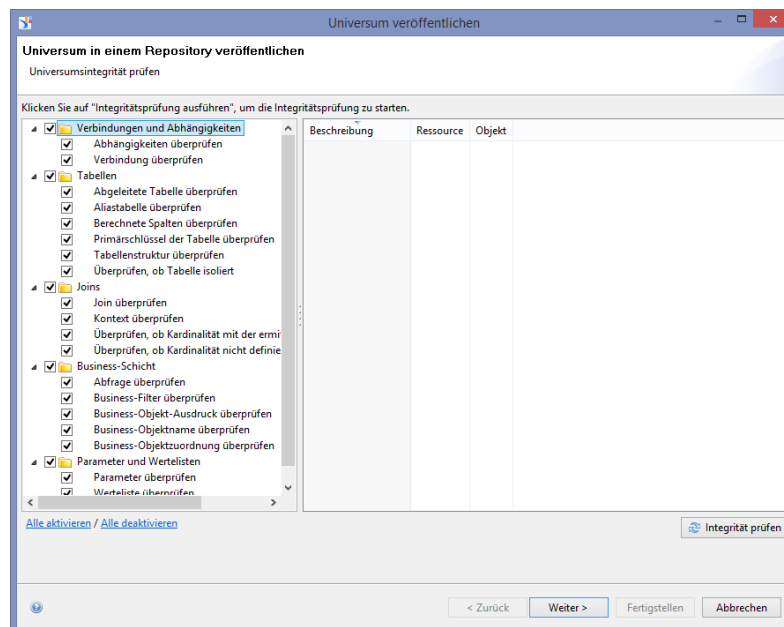 Universum veröffentlichen
Universum in einem Repository veröffentlichen
Universumsintegrität prüfen
Klicken Sie auf "Integritätsprüfung ausführen", um die Integritätsprüfung zu starten.
Verbindungen und Abhängigkeiten
Abhängigkeiten überprüfen
Verbindung überprüfen
Tabellen
Abgeleitete Tabelle überprüfen
Aliastabelle überprüfen
Berechnete Spalten überprüfen
Primärschlüssel der Tabelle überprüfen
Tabellenstruktur überprüfen
Überprüfen, ob Tabelle isoliert
Joins
Join überprüfen
Kontext überprüfen
Überprüfen, ob Kardinalität mit der ermi
Überprüfen, ob Kardinalität nicht definie
Business-Schicht
Abfrage überprüfen
Business-Filter überprüfen
Business-Objekt-Ausdruck überprüfen
Business-Objektname überprüfen
Business-Objektzuordnung überprüfen
Parameter und Wertelisten
Parameter überprüfen
Werteliste überprüfen
Beschreibung Ressource Objekt
Alle aktivieren / Alle deaktivieren
Integrität prüfen
< Zurück Weiter > Fertigstellen Abbrechen